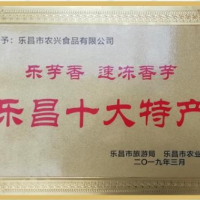 予：乐昌市农兴食品有限公司
乐芋香 速冻香芋
乐昌十大特产
乐昌市旅游局 乐昌市农业
二〇一九年三月